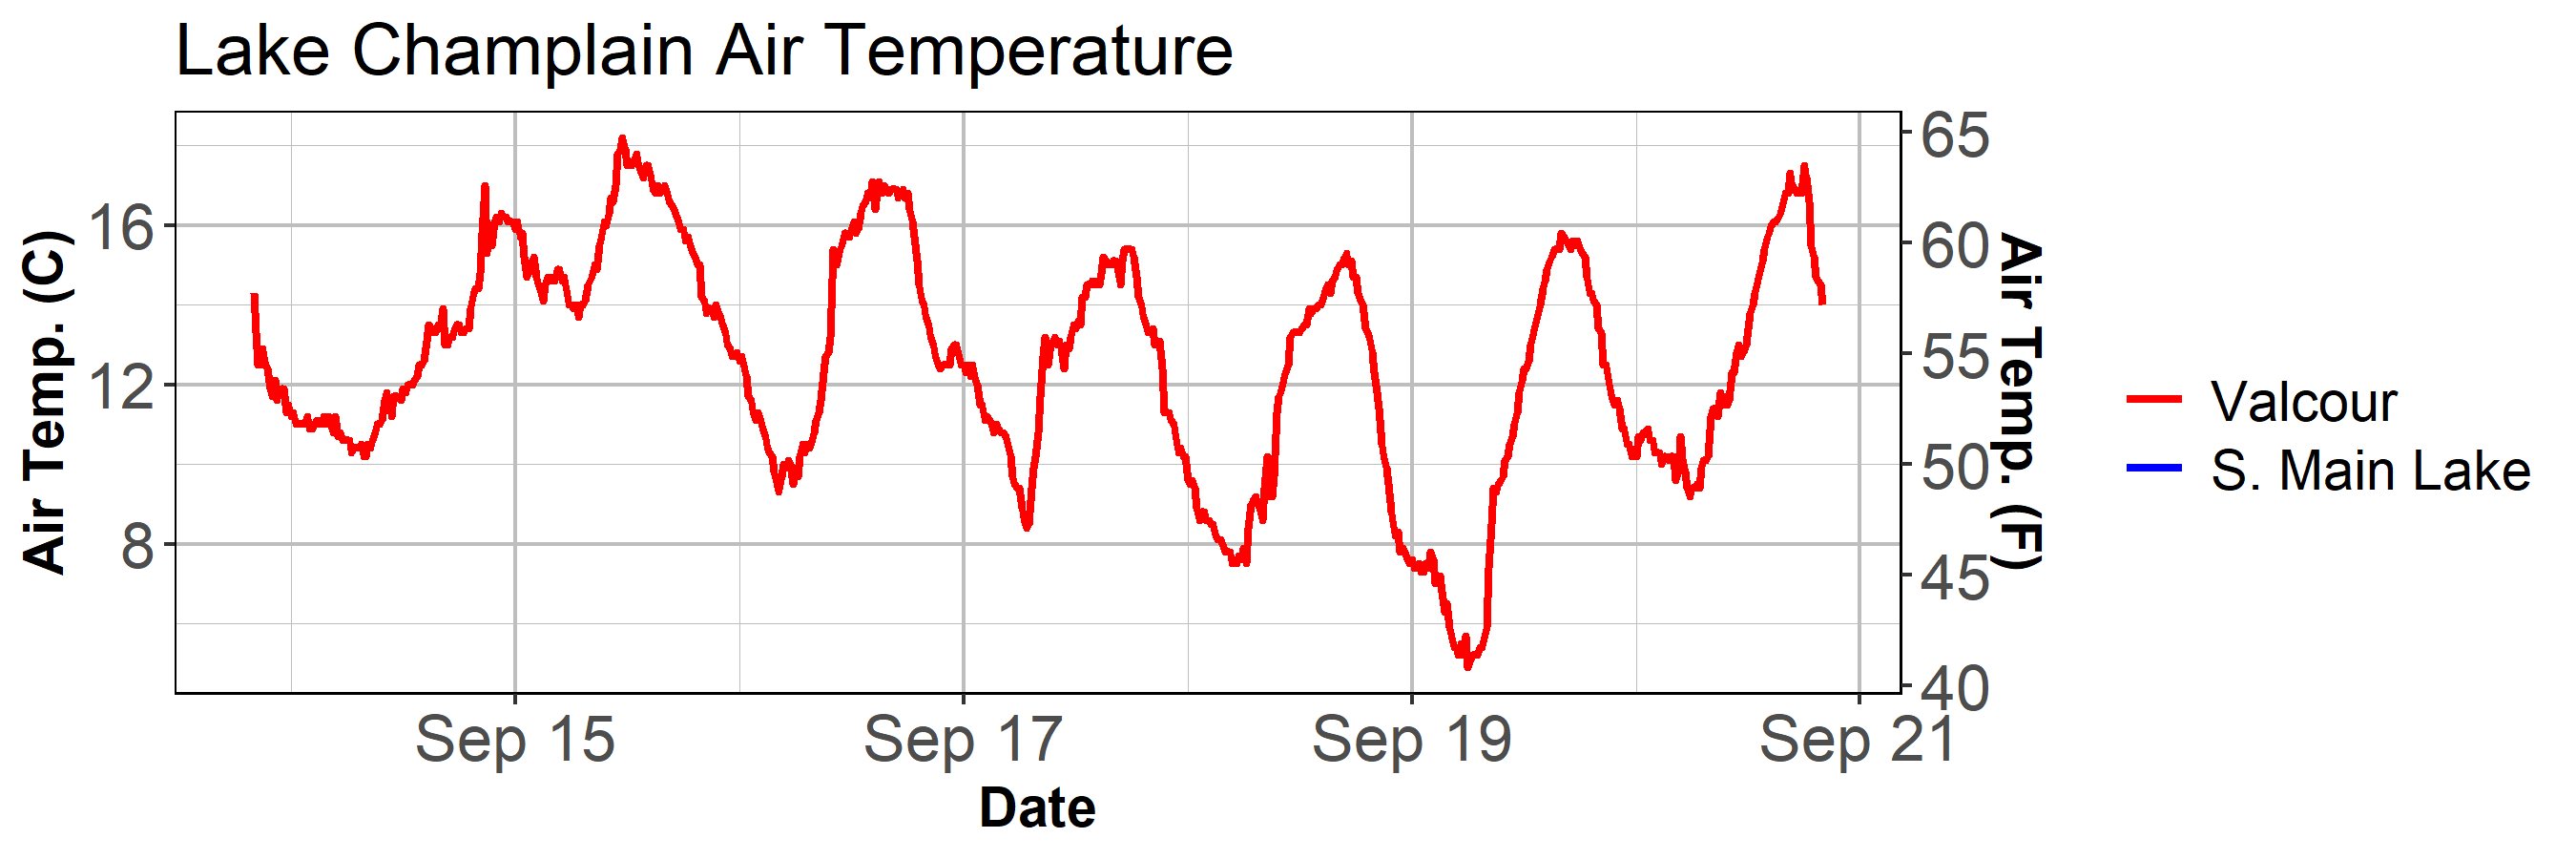 Lake Champlain Air Temperature
Air Temp. (C)
16
12
8
65
60
55
50
45
40
Air Temp. (F)
Sep 15
Sep 17
Sep 19
Sep 21
Date
Valcour
S. Main Lake